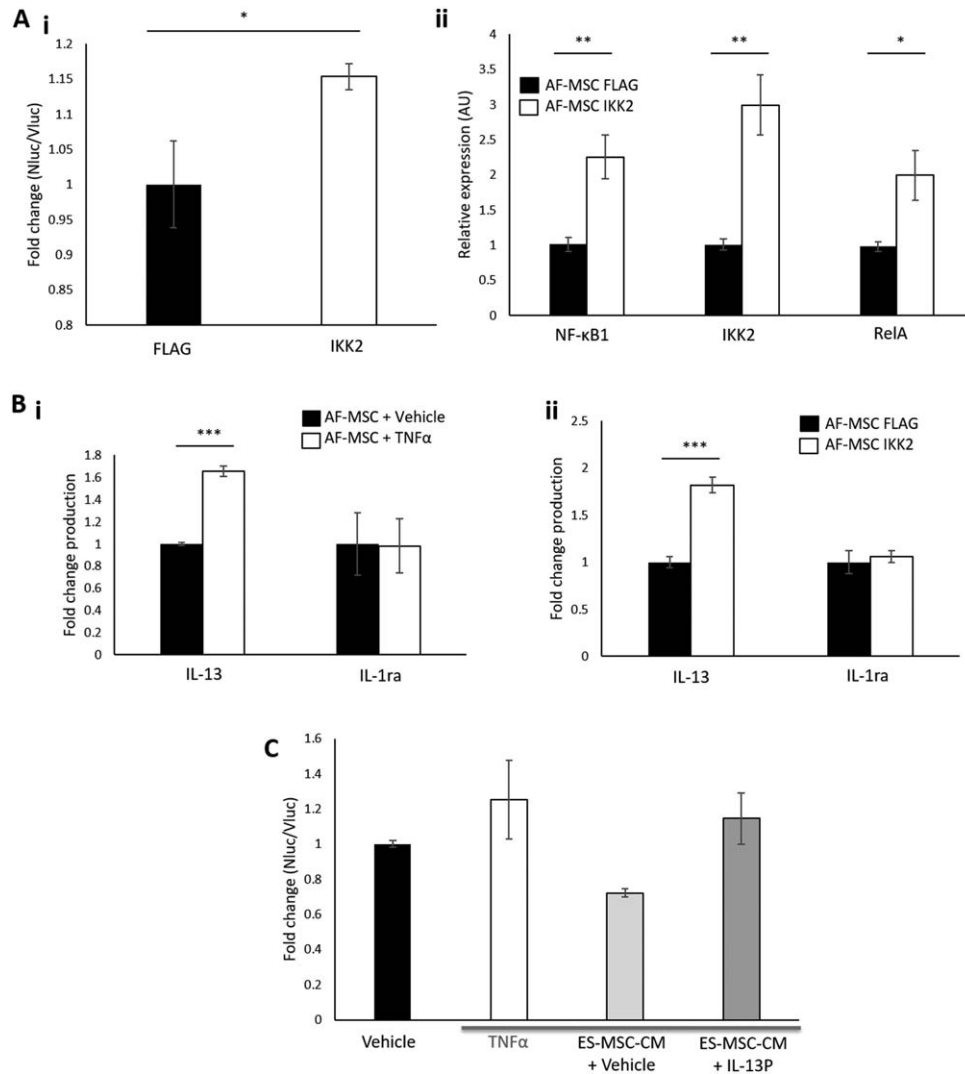 A i
*
Fold change (Nluc/Vluc)
1.2
1.15
1.1
1.05
1
0.95
0.9
0.85
0.8
FLAG
IKK2
ii
** ** *
AF-MSC FLAG
AF-MSC IKK2
Relative expression (AU)
4
3.5
3
2.5
2
1.5
1
0.5
0
NF-κB1
IKK2
RelA
B i
AF-MSC + Vehicle
AF-MSC + TNFα
***
Fold change production
1.8
1.6
1.4
1.2
1
0.8
0.6
0.4
0.2
0
IL-13
IL-1ra
ii
AF-MSC FLAG
AF-MSC IKK2
***
Fold change production
2.5
2
1.5
1
0.5
0
IL-13
IL-1ra
C
Fold change (Nluc/Vluc)
1.6
1.4
1.2
1
0.8
0.6
0.4
0.2
0
Vehicle
TNFα
ES-MSC-CM
+ Vehicle
ES-MSC-CM
+ IL-13P